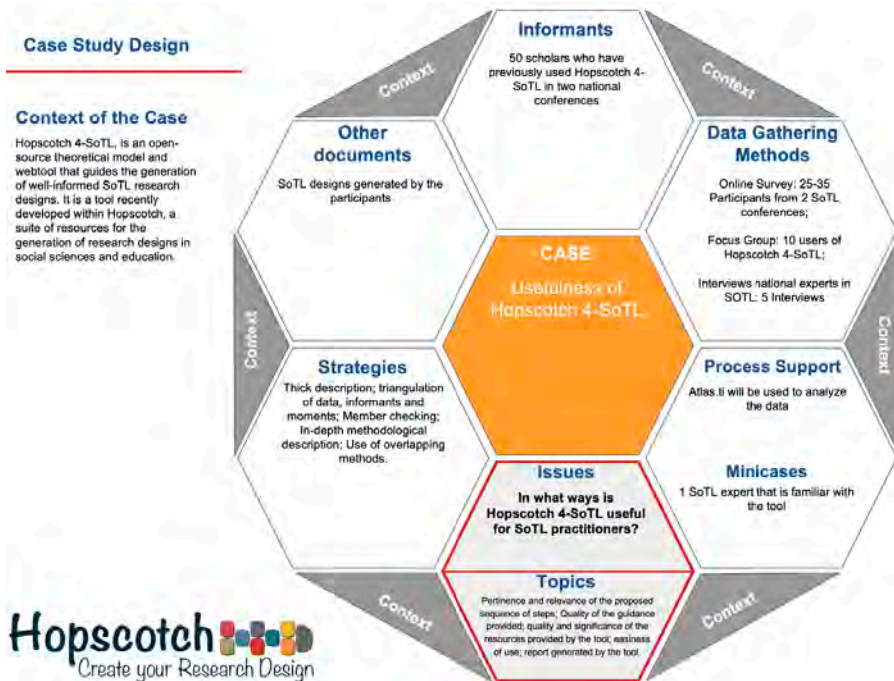 Case Study Design
Context of the Case
Hopscotch 4-SoTL, is an open-
source theoretical model and
webtool that guides the generation
of well-informed SoTL research
designs. It is a tool recently
developed within Hopscotch, a
suite of resources for the
generation of research designs in
social sciences and education.
Informants
50 scholars who have
previously used Hopscotch 4-
SoTL in two national
conferences
Context
Context
Other
documents
SoTL designs generated by the
participants
Data Gathering
Methods
Online Survey: 25-35
Participants from 2 SoTL
conferences;
Focus Group: 10 users of
Hopscotch 4-SoTL;
Interviews national experts in
SOTL: 5 Interviews
CASE
Usefulness of
Hopscotch 4-SoTL
Context
Context
Strategies
Thick description; triangulation
of data, informants and
moments; Member checking;
In-depth methodological
description; Use of overlapping
methods.
Process Support
Atlas.ti will be used to analyze
the data
Minicases
1 SoTL expert that is familiar with
the tool
Issues
In what ways is
Hopscotch 4-SoTL useful
for SoTL practitioners?
Topics
Pertinence and relevance of the proposed
sequence of steps; Quality of the guidance
provided; quality and significance of the
resources provided by the tool; easiness
of use; report generated by the tool.
Context
Context
Hopscotch
Create your Research Design